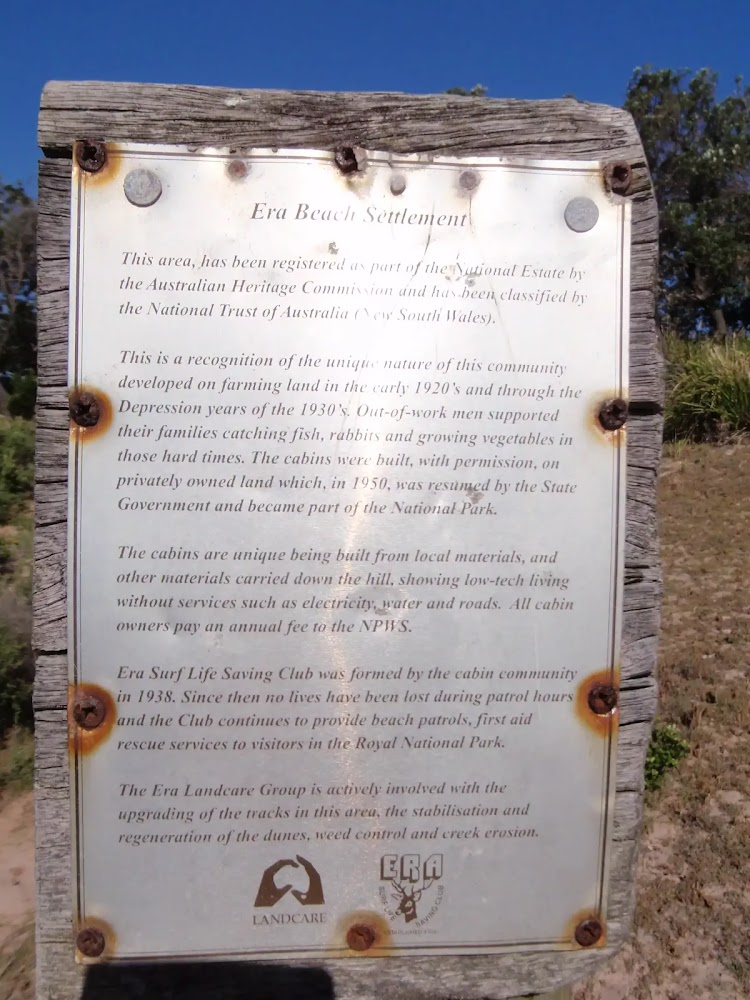 Era Beach Settlement
This area, has been registered as part of the National Estate by
the Australian Heritage Commission and has been classified by
the National Trust of Australia (New South Wales).
This is a recognition of the unique nature of this community
developed on farming land in the early 1920's and through the
Depression years of the 1930's. Out-of-work men supported
their families catching fish, rabbits and growing vegetables in
those hard times. The cabins were built, with permission, on
privately owned land which, in 1950, was resumed by the State
Government and became part of the National Park.
The cabins are unique being built from local materials, and
other materials carried down the hill, showing low-tech living
without services such as electricity, water and roads. All cabin
owners pay an annual fee to the NPWS.
Era Surf Life Saving Club was formed by the cabin community
in 1938. Since then no lives have been lost during patrol hours
and the Club continues to provide beach patrols, first aid
rescue services to visitors in the Royal National Park.
The Era Landcare Group is actively involved with the
upgrading of the tracks in this area, the stabilisation and
regeneration of the dunes, weed control and creek erosion.
LANDCARE
ERA
SURF LIFE SAVING CLUB